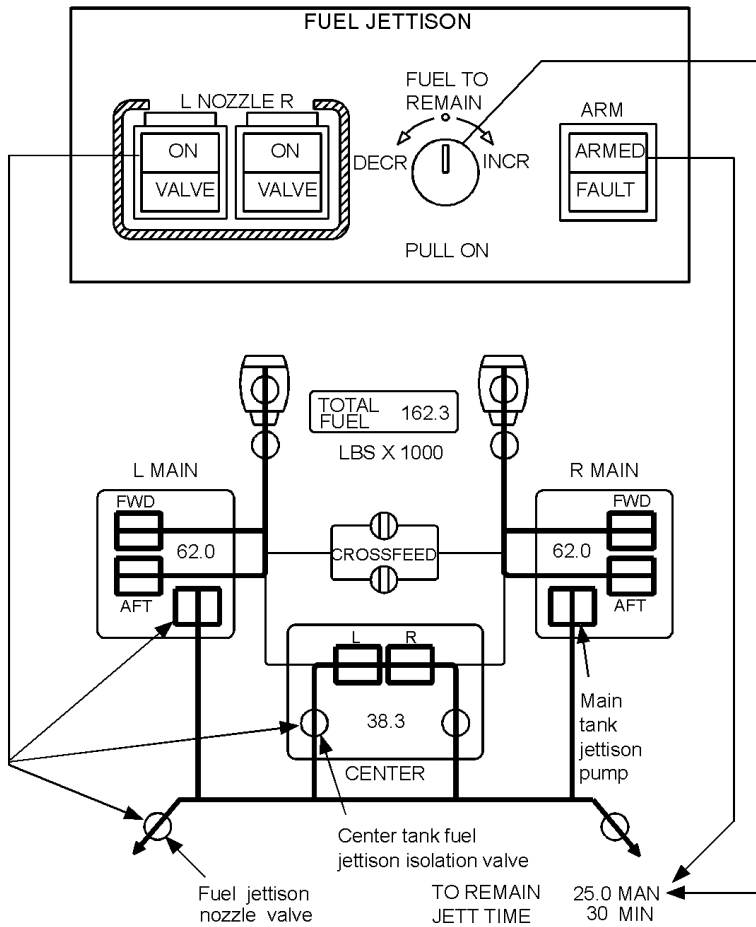 FUEL JETTISON
L NOZZLE R
ON
ON
VALVE
VALVE
FUEL TO
REMAIN
DECR
INCR
PULL ON
ARM
ARMED
FAULT
TOTAL
FUEL
162.3
LBS X 1000
L MAIN
FWD
62.0
AFT
CROSSFEED
R MAIN
FWD
62.0
AFT
L
R
38.3
CENTER
Main
tank
jettison
pump
Center tank fuel
jettison isolation valve
Fuel jettison
nozzle valve
TO REMAIN 25.0 MAN
JETT TIME 30 MIN